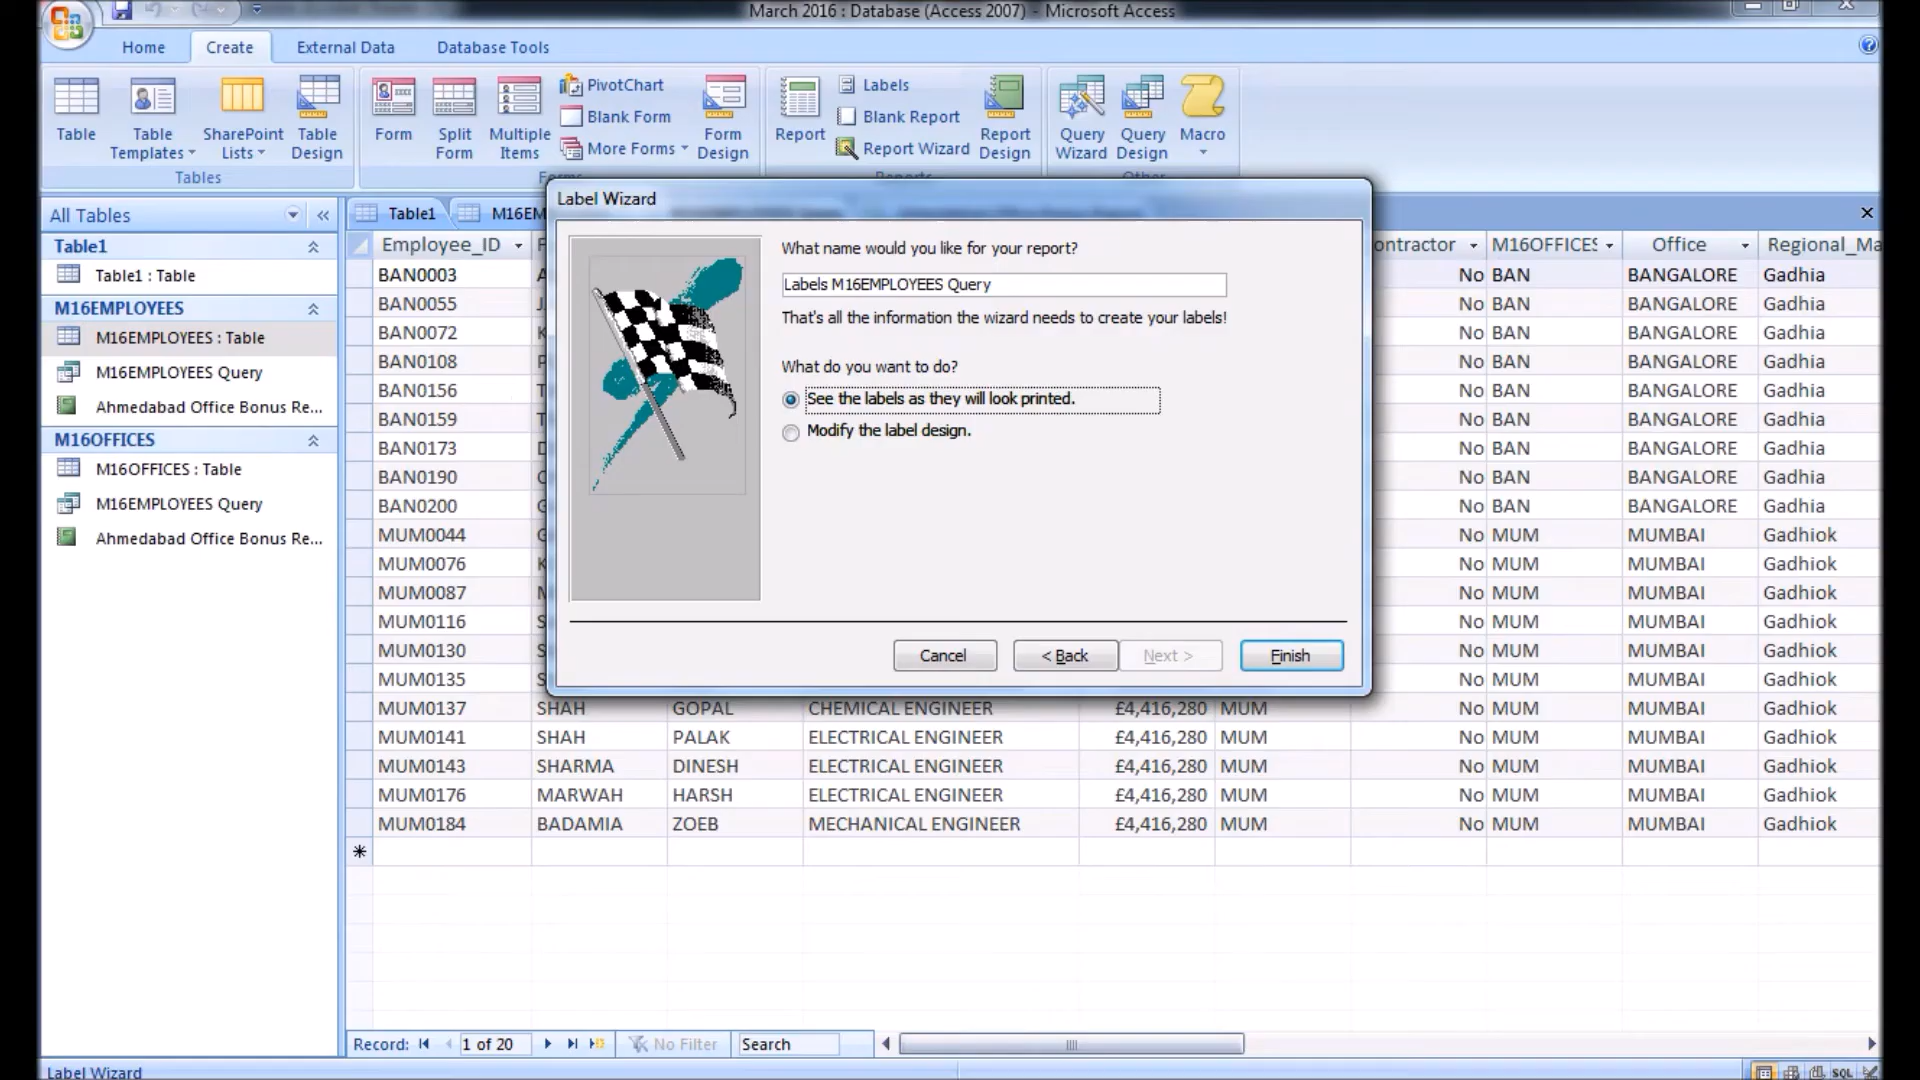 March 2016 : Database (Access 2007) - Microsoft Access
Home Create External Data Database Tools
Table
Table Templates
SharePoint Lists
Table Design
Tables
Form
Split Form
Multiple Items
PivotChart
Blank Form
More Forms
Form Design
Report
Labels
Blank Report
Report Wizard
Report Design
Query Wizard
Query Design
Macro
All Tables
Table1
Table1 : Table
M16EMPLOYEES
M16EMPLOYEES : Table
M16EMPLOYEES Query
Ahmedabad Office Bonus Re...
M16OFFICES
M16OFFICES : Table
M16EMPLOYEES Query
Ahmedabad Office Bonus Re...
Table1 M16EM
Label Wizard
What name would you like for your report?
Labels M16EMPLOYEES Query
That's all the information the wizard needs to create your labels!
What do you want to do?
See the labels as they will look printed.
Modify the label design.
Cancel < Back Next > Finish
Employee_ID F ontractor M16OFFICES Office Regional_Ma
BAN0003 A No BAN BANGALORE Gadhia
BAN0055 J No BAN BANGALORE Gadhia
BAN0072 K No BAN BANGALORE Gadhia
BAN0108 P No BAN BANGALORE Gadhia
BAN0156 T No BAN BANGALORE Gadhia
BAN0159 T No BAN BANGALORE Gadhia
BAN0173 D No BAN BANGALORE Gadhia
BAN0190 No BAN BANGALORE Gadhia
BAN0200 No BAN BANGALORE Gadhia
MUM0044 No MUM MUMBAI Gadhiok
MUM0076 K No MUM MUMBAI Gadhiok
MUM0087 No MUM MUMBAI Gadhiok
MUM0116 S No MUM MUMBAI Gadhiok
MUM0130 S No MUM MUMBAI Gadhiok
MUM0135 S No MUM MUMBAI Gadhiok
MUM0137 SHAH GOPAL CHEMICAL ENGINEER £4,416,280 MUM No MUM MUMBAI Gadhiok
MUM0141 SHAH PALAK ELECTRICAL ENGINEER £4,416,280 MUM No MUM MUMBAI Gadhiok
MUM0143 SHARMA DINESH ELECTRICAL ENGINEER £4,416,280 MUM No MUM MUMBAI Gadhiok
MUM0176 MARWAH HARSH ELECTRICAL ENGINEER £4,416,280 MUM No MUM MUMBAI Gadhiok
MUM0184 BADAMIA ZOEB MECHANICAL ENGINEER £4,416,280 MUM No MUM MUMBAI Gadhiok
Record: 1 of 20 No Filter Search
Label Wizard SQL